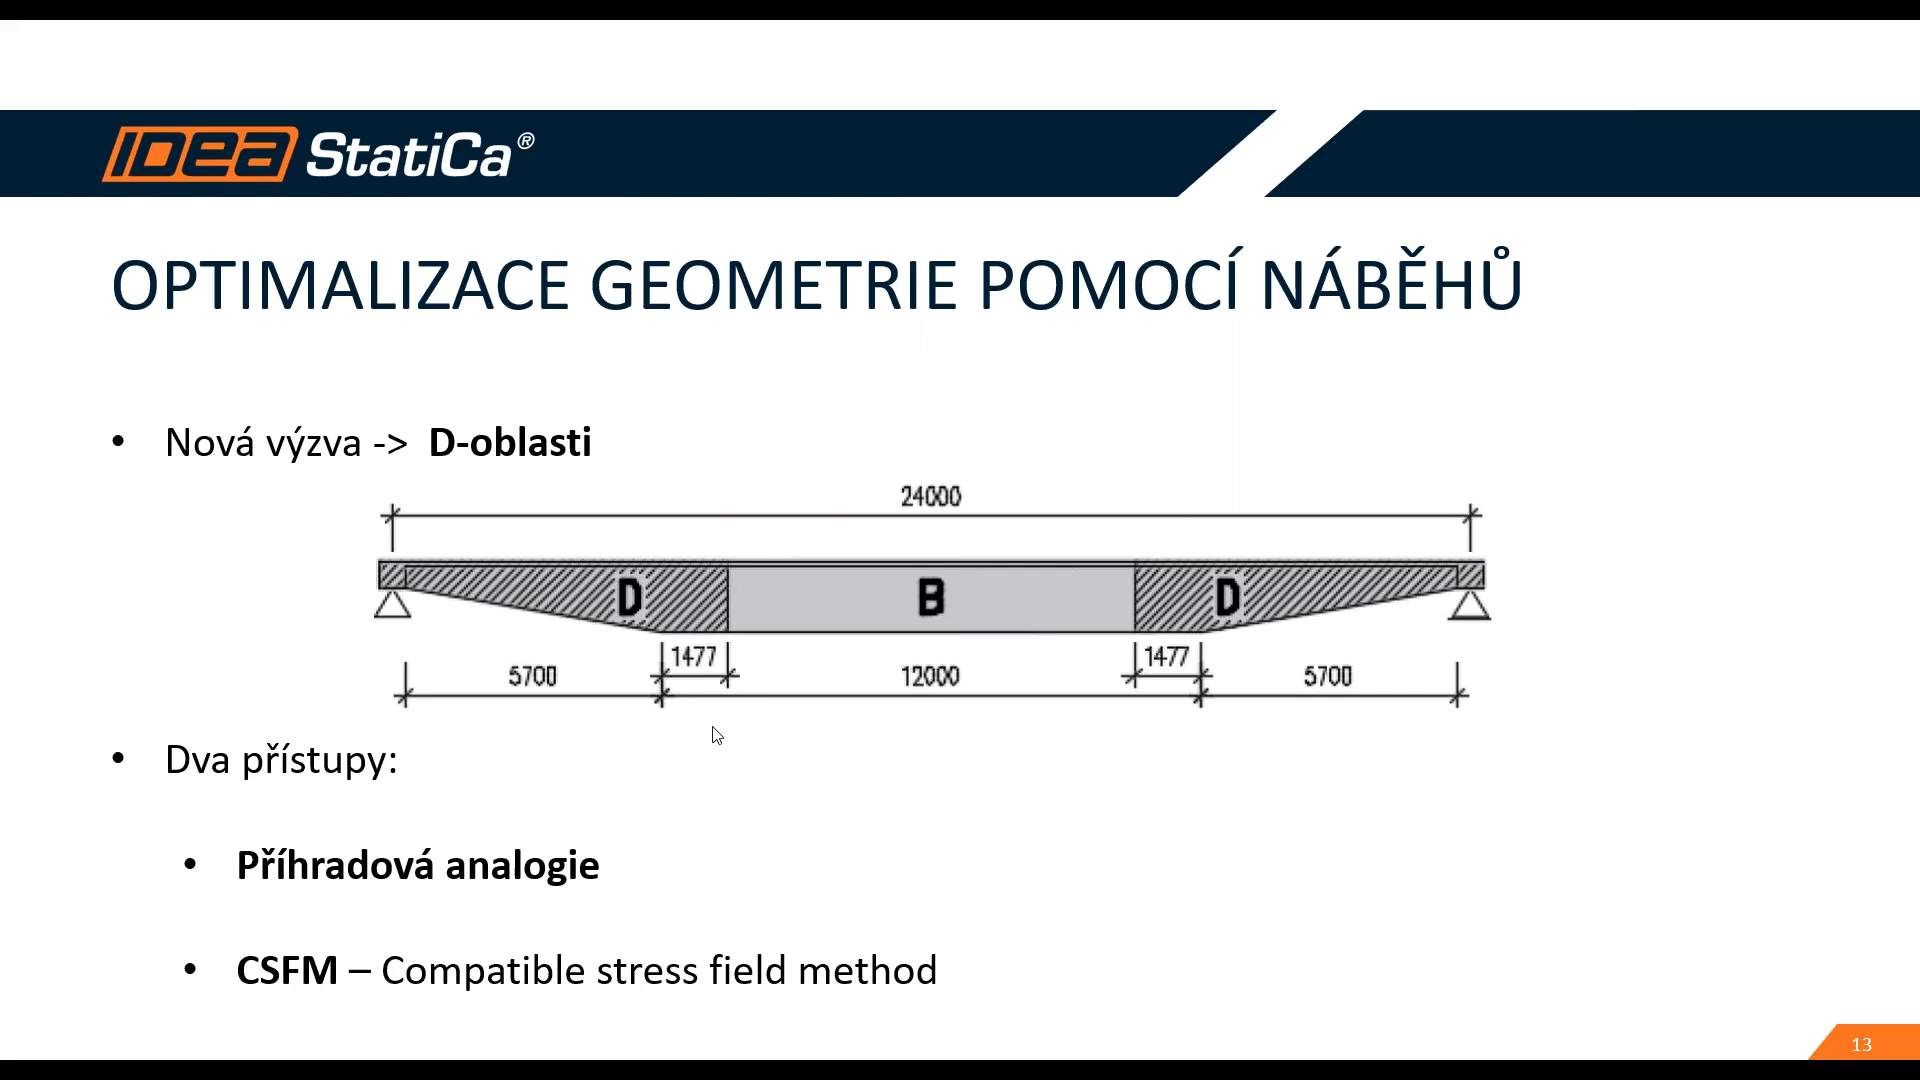 IDEA StatiCa®
OPTIMALIZACE GEOMETRIE POMOCÍ NÁBĚHŮ
• Nová výzva -> D-oblasti
24000
D B D
1477 1477
5700 12000 5700
• Dva přístupy:
• Příhradová analogie
• CSFM – Compatible stress field method
13